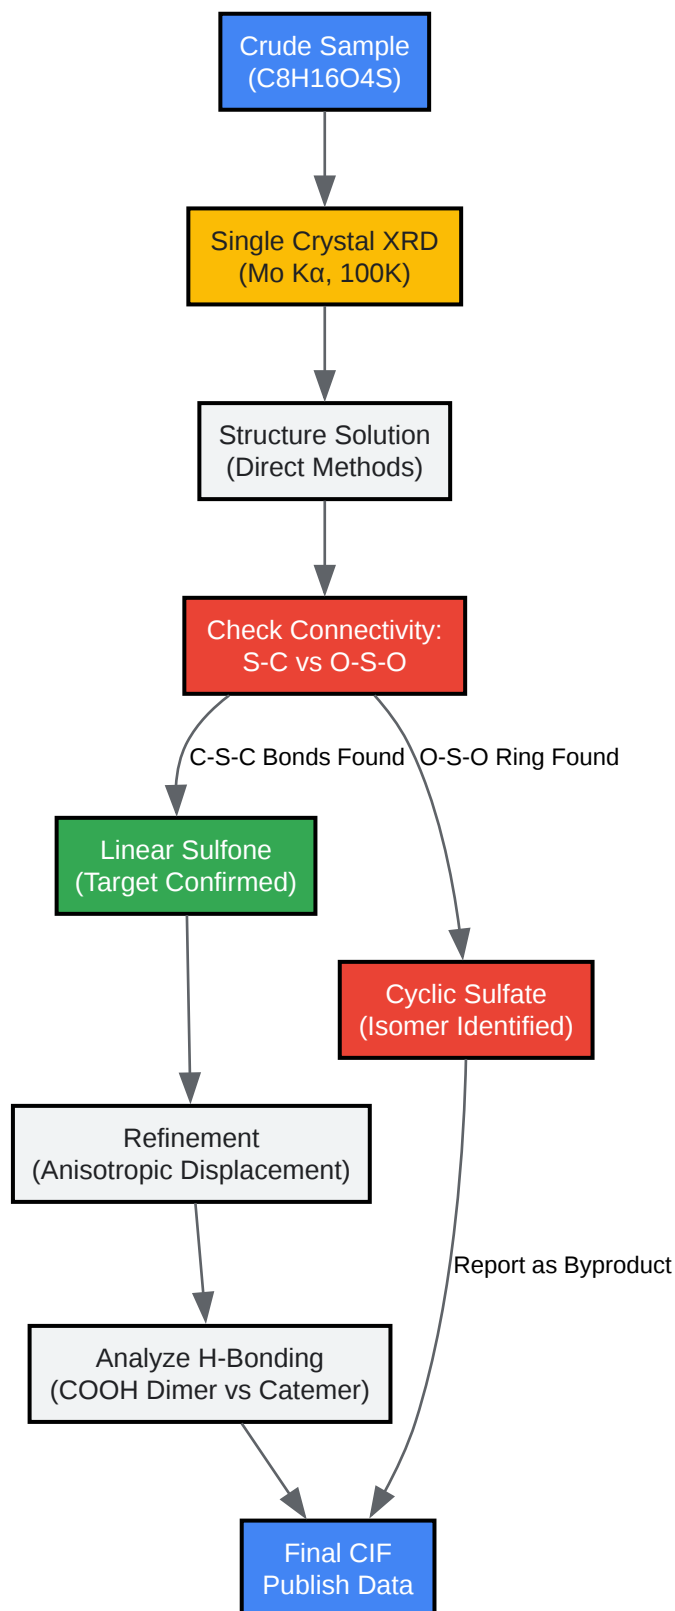 Crude Sample
(C8H16O4S)
Single Crystal XRD
(Mo Kα, 100K)
Structure Solution
(Direct Methods)
Check Connectivity:
S-C vs O-S-O
C-S-C Bonds Found
O-S-O Ring Found
Linear Sulfone
(Target Confirmed)
Cyclic Sulfate
(Isomer Identified)
Refinement
(Anisotropic Displacement)
Report as Byproduct
Analyze H-Bonding
(COOH Dimer vs Catemer)
Final CIF
Publish Data